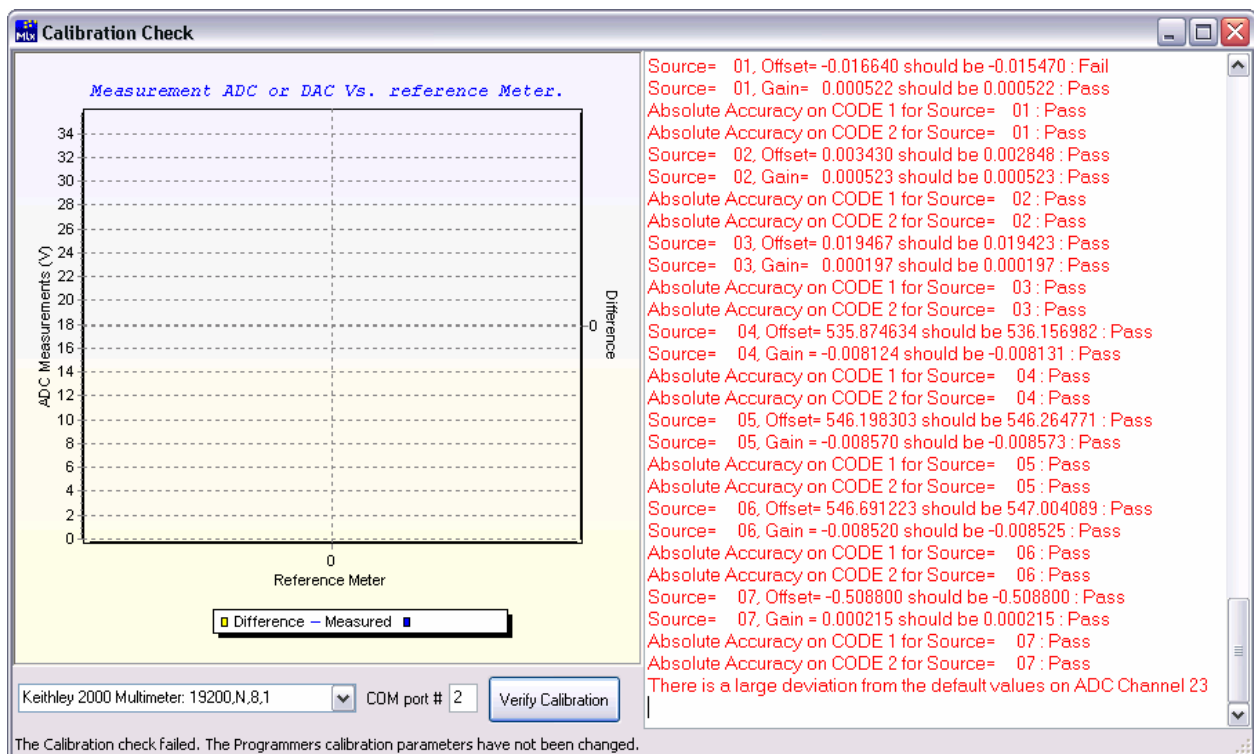 Mlx Calibration Check
Measurement ADC or DAC Vs. reference Meter.
34
32
30
28
26
24
22
20
18
16
14
12
10
8
6
4
2
0
ADC Measurements (V)
0
Difference
0
Reference Meter
Difference Measured
Keithley 2000 Multimeter: 19200,N,8,1
COM port # 2
Verify Calibration
Source= 01, Offset= -0.016640 should be -0.015470 : Fail
Source= 01, Gain= 0.000522 should be 0.000522 : Pass
Absolute Accuracy on CODE 1 for Source= 01 : Pass
Absolute Accuracy on CODE 2 for Source= 01 : Pass
Source= 02, Offset= 0.003430 should be 0.002848 : Pass
Source= 02, Gain= 0.000523 should be 0.000523 : Pass
Absolute Accuracy on CODE 1 for Source= 02 : Pass
Absolute Accuracy on CODE 2 for Source= 02 : Pass
Source= 03, Offset= 0.019467 should be 0.019423 : Pass
Source= 03, Gain= 0.000197 should be 0.000197 : Pass
Absolute Accuracy on CODE 1 for Source= 03 : Pass
Absolute Accuracy on CODE 2 for Source= 03 : Pass
Source= 04, Offset= 535.874634 should be 536.156982 : Pass
Source= 04, Gain = -0.008124 should be -0.008131 : Pass
Absolute Accuracy on CODE 1 for Source= 04 : Pass
Absolute Accuracy on CODE 2 for Source= 04 : Pass
Source= 05, Offset= 546.198303 should be 546.264771 : Pass
Source= 05, Gain = -0.008570 should be -0.008573 : Pass
Absolute Accuracy on CODE 1 for Source= 05 : Pass
Absolute Accuracy on CODE 2 for Source= 05 : Pass
Source= 06, Offset= 546.691223 should be 547.004089 : Pass
Source= 06, Gain = -0.008520 should be -0.008525 : Pass
Absolute Accuracy on CODE 1 for Source= 06 : Pass
Absolute Accuracy on CODE 2 for Source= 06 : Pass
Source= 07, Offset= -0.508800 should be -0.508800 : Pass
Source= 07, Gain = 0.000215 should be 0.000215 : Pass
Absolute Accuracy on CODE 1 for Source= 07 : Pass
Absolute Accuracy on CODE 2 for Source= 07 : Pass
There is a large deviation from the default values on ADC Channel 23
The Calibration check failed. The Programmers calibration parameters have not been changed.